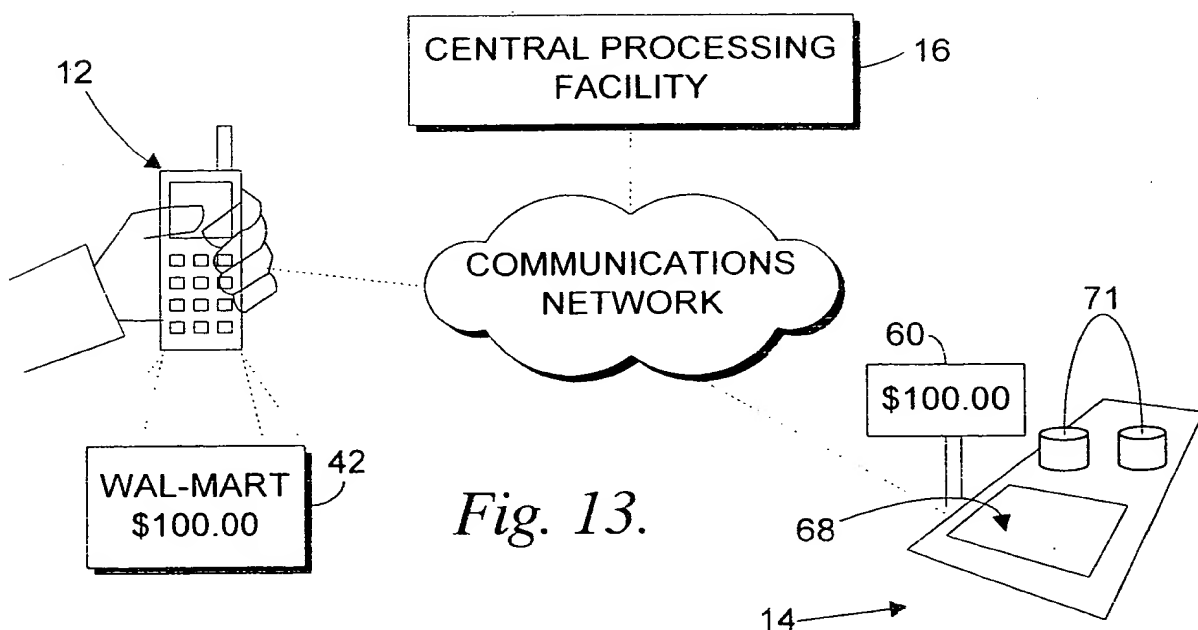 CENTRAL PROCESSING
FACILITY
16
12
COMMUNICATIONS
NETWORK
71
60
$100.00
WAL-MART
$100.00
42
Fig. 13.
68
14